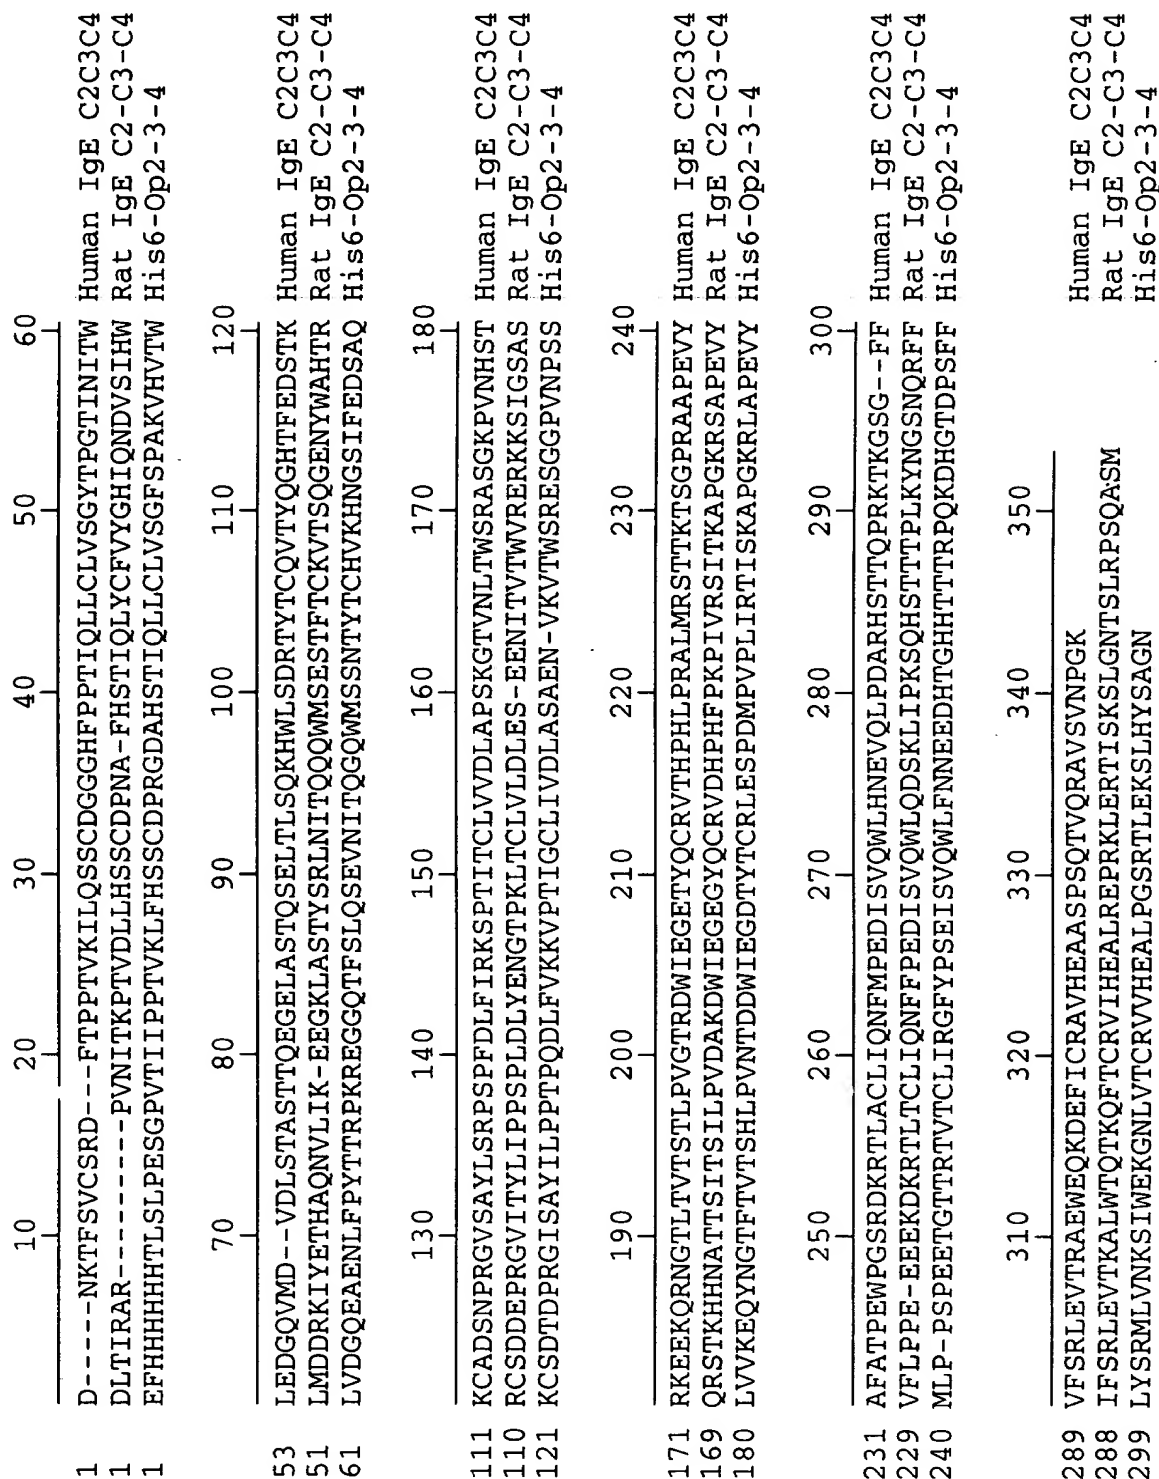 10 20 30 40 50 60
1 D----NKTFSVCSRD---FTPPTVKILQSSCDGGGHFPPTIQLLCLVSGYTPGTINITW Human IgE C2C3C4
1 DLTIRAR---------PVNITKPTVDLLHSSCDPNA-FHSTIQLYCFVYGHIQNDVSIHW Rat IgE C2-C3-C4
1 EFHHHHHHTLSLPESGPVTIIPPTVKLFHSSCDPRGDAHSTIQLLCLVSGFSPAKVHVTW His6-Op2-3-4
70 80 90 100 110 120
53 LEDGQVMD--VDLSTASTTQEGELASTQSELTLSQKHWLSDRTYTCQVTYQGHTFEDSTK Human IgE C2C3C4
51 LMDDRKIYETHAQNVLIK-EEGKLASTYSRLNITQQQWMSESTFTCKVTSQGENYWAHTR Rat IgE C2-C3-C4
61 LVDGQEAENLFPYTTRPKREGGQTFSLQSEVNITQGQWMSSNTYTCHVKHNGSIFEDSAQ His6-Op2-3-4
130 140 150 160 170 180
111 KCADSNPRGVSAYLSRPSPFDLFIRKSPTITCLVVDLAPSKGTVNLTWSRASGKPVNHST Human IgE C2C3C4
110 RCSDDEPRGVITYLIPPSPLDLYENGTPKLTCLVLDLES-EENITVTWVRERKKSIGSAS Rat IgE C2-C3-C4
121 KCSDTDPRGISAYILPPTPQDLFVKKVPTIGCLIVDLASAEN-VKVTWSRESGGPVNPSS His6-Op2-3-4
190 200 210 220 230 240
171 RKEEKQRNGTLTVTSTLPVGTRDWIEGETYQCRVTHPHLPRALMRSTTKTSGPRAAPEVY Human IgE C2C3C4
169 QRSTKHHNATTSITSILPVDAKDWIEGEGYQCRVDHPHFPKPIVRSITKAPGKRSAPEVY Rat IgE C2-C3-C4
180 LVVKEQYNGTFTVTSHLPVNTDDWIEGDTYTCRLESPDMPVPLIRTISKAPGKRLAPEVY His6-Op2-3-4
250 260 270 280 290 300
231 AFATPEWPGSRDKRTLACLIQNFMPEDISVQWLHNEVQLPDARHSTTQPRKTKGSG--FF Human IgE C2C3C4
229 VFLPPE-EEEKDKRTLTCLIQNFFPEDISVQWLQDSKLIPKSQHSTTTPLKYNGSNQRFF Rat IgE C2-C3-C4
240 MLP-PSPEETGTTRTVTCLIRGFYPSEISVQWLFNNEEDHTGHHTTTRPQKDHGTDPSFF His6-Op2-3-4
310 320 330 340 350
289 VFSRLEVTRAEWEQKDEFICRAVHEAASPSQTVQRAVSVNPGK Human IgE C2C3C4
288 IFSRLEVTKALWTQTKQFTCRVIHEALREPRKLERTISKSLGNTSLRPSQASM Rat IgE C2-C3-C4
299 LYSRMLVNKSIWEKGNLVTCRVVHEALPGSRTLEKSLHYSAGN His6-Op2-3-4